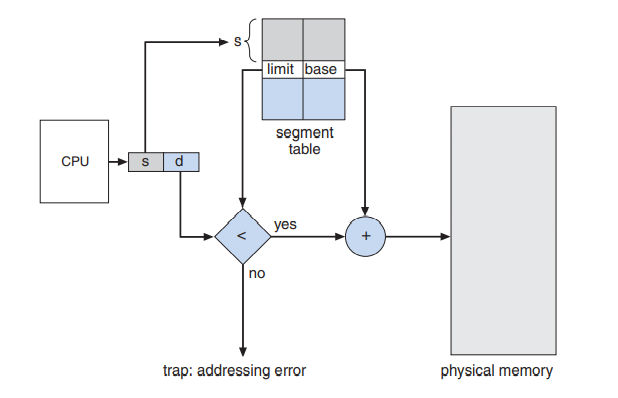 s
limit base
segment
table
CPU
s d
<
yes
+
no
trap: addressing error
physical memory